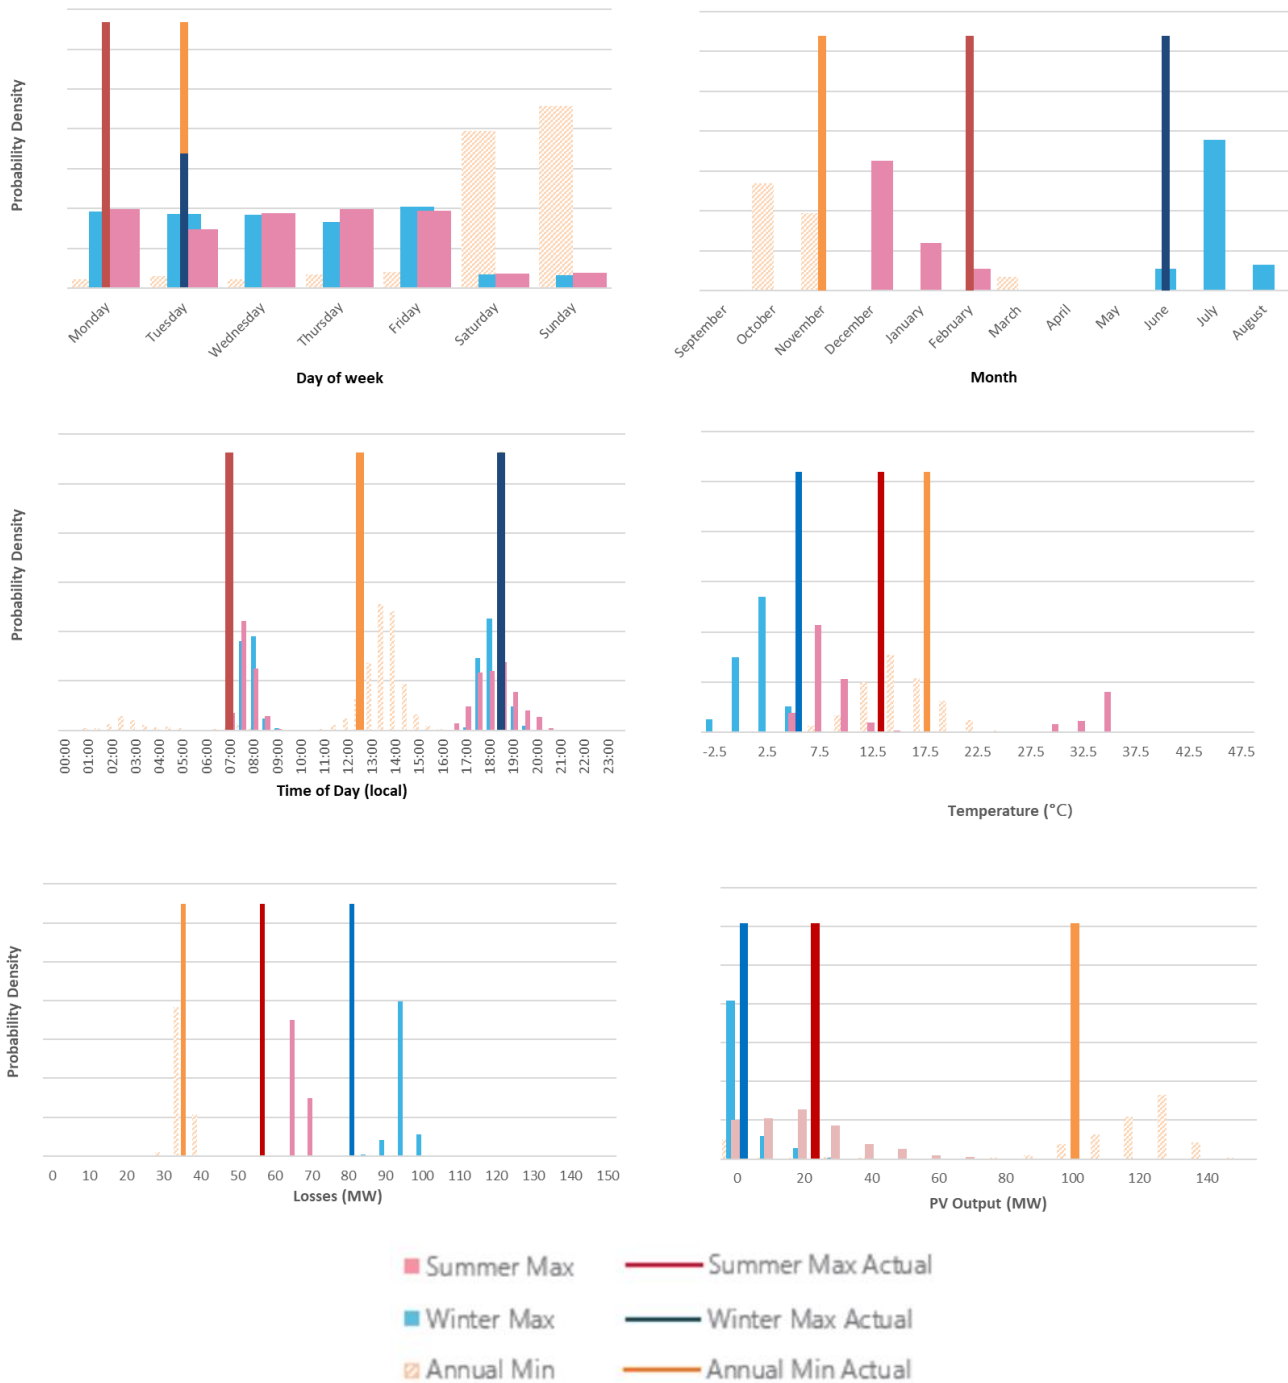 Probability Density
Monday
Tuesday
Wednesday
Thursday
Friday
Saturday
Sunday
Day of week
September
October
November
December
January
February
March
April
May
June
July
August
Month
Probability Density
00:00
01:00
02:00
03:00
04:00
05:00
06:00
07:00
08:00
09:00
10:00
11:00
12:00
13:00
14:00
15:00
16:00
17:00
18:00
19:00
20:00
21:00
22:00
23:00
Time of Day (local)
-2.5 2.5 7.5 12.5 17.5 22.5 27.5 32.5 37.5 42.5 47.5
Temperature (°C)
Probability Density
0 10 20 30 40 50 60 70 80 90 100 110 120 130 140 150
Losses (MW)
0 20 40 60 80 100 120 140
PV Output (MW)
Summer Max
Summer Max Actual
Winter Max
Winter Max Actual
Annual Min
Annual Min Actual